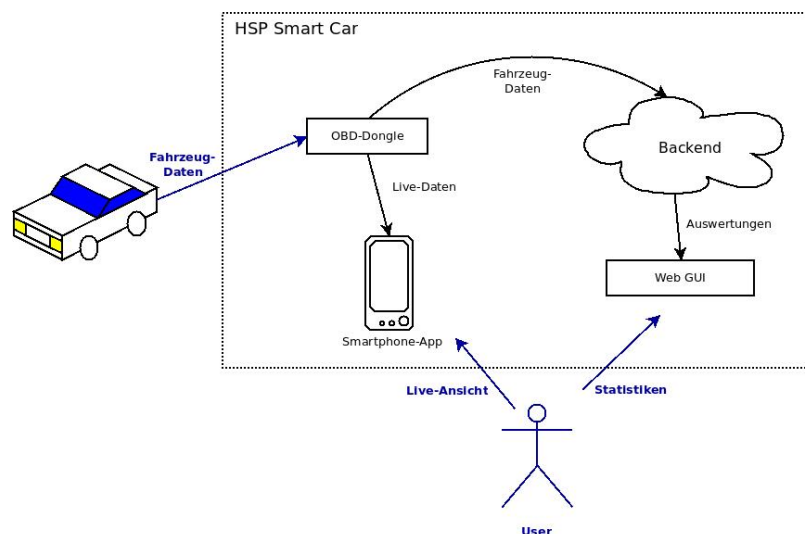 HSP Smart Car
Fahrzeug-
Daten
OBD-Dongle
Backend
Fahrzeug-
Daten
Live-Daten
Auswertungen
Web GUI
Smartphone-App
Live-Ansicht
Statistiken
User